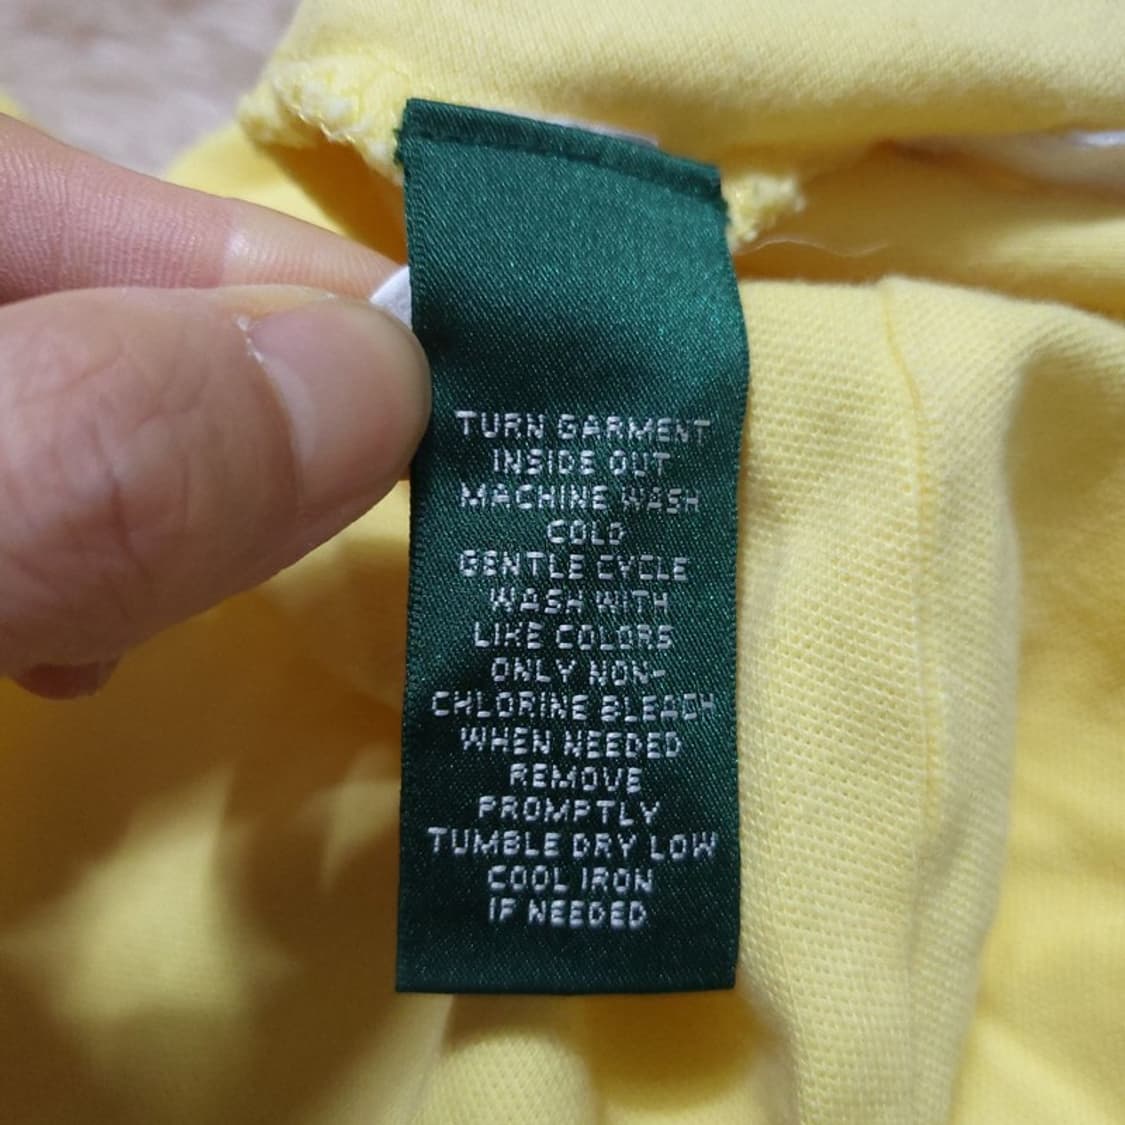 TURN GARMENT
INSIDE OUT
MACHINE WASH
COLD
GENTLE CYCLE
WASH WITH
LIKE COLORS
ONLY NON-
CHLORINE BLEACH
WHEN NEEDED
REMOVE
PROMPTLY
TUMBLE DRY LOW
COOL IRON
IF NEEDED